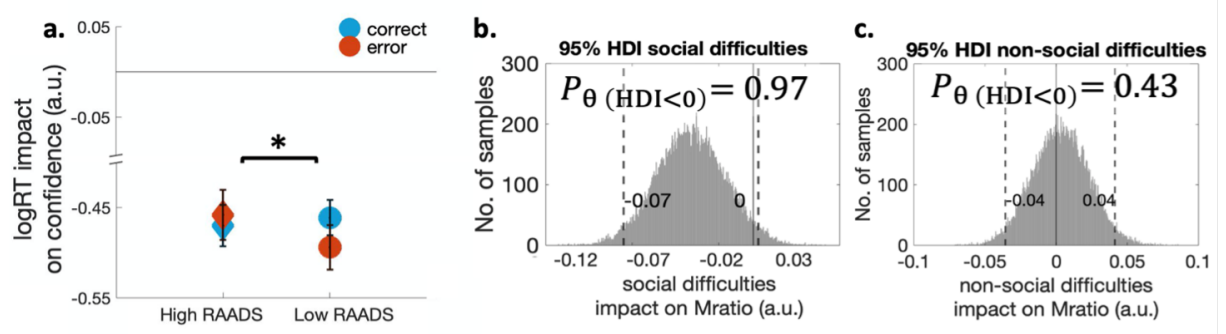 a.
0.05
-0.05
-0.45
-0.55
logRT impact
on confidence (a.u.)
correct
error
*
High RAADS
Low RAADS
b.
95% HDI social difficulties
Pθ (HDI<0)= 0.97
300
200
100
0
No. of samples
-0.07
0
-0.12
-0.07
-0.02
0.03
social difficulties
impact on Mratio (a.u.)
c.
95% HDI non-social difficulties
Pθ (HDI<0)= 0.43
300
200
100
0
No. of samples
-0.04
0.04
-0.1
-0.05
0
0.05
0.1
non-social difficulties
impact on Mratio (a.u.)